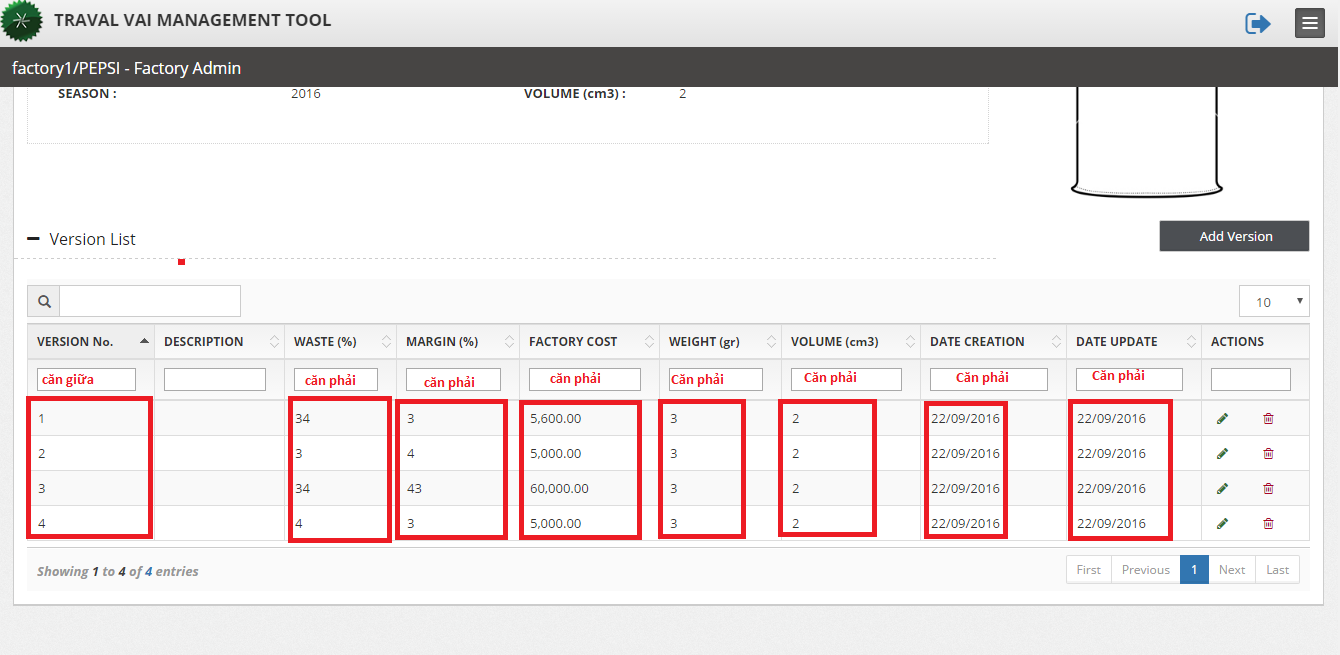 TRAVAL VAI MANAGEMENT TOOL
factory1/PEPSI - Factory Admin
SEASON : 2016 VOLUME (cm3) : 2
Version List
Add Version
10
VERSION No. DESCRIPTION WASTE (%) MARGIN (%) FACTORY COST WEIGHT (gr) VOLUME (cm3) DATE CREATION DATE UPDATE ACTIONS
căn giữa căn phải căn phải căn phải Căn phải Căn phải Căn phải Căn phải
1 34 3 5,600.00 3 2 22/09/2016 22/09/2016
2 3 4 5,000.00 3 2 22/09/2016 22/09/2016
3 34 43 60,000.00 3 2 22/09/2016 22/09/2016
4 4 3 5,000.00 3 2 22/09/2016 22/09/2016
Showing 1 to 4 of 4 entries
First Previous 1 Next Last